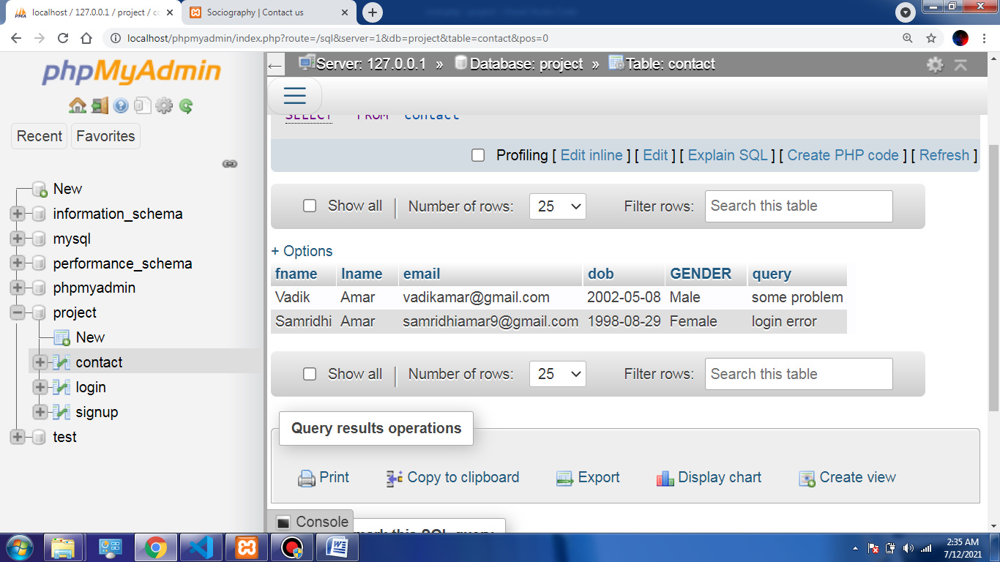 localhost / 127.0.0.1 / project / co
Sociography | Contact us
localhost/phpmyadmin/index.php?route=/sql&server=1&db=project&table=contact&pos=0
phpMyAdmin
Recent
Favorites
New
information_schema
mysql
performance_schema
phpmyadmin
project
New
contact
login
signup
test
Server: 127.0.0.1 » Database: project » Table: contact
SELECT FROM contact
Profiling [ Edit inline ] [ Edit ] [ Explain SQL ] [ Create PHP code ] [ Refresh ]
Show all Number of rows: 25 Filter rows: Search this table
+ Options
fname lname email dob GENDER query
Vadik Amar vadikamar@gmail.com 2002-05-08 Male some problem
Samridhi Amar samridhiamar9@gmail.com 1998-08-29 Female login error
Show all Number of rows: 25 Filter rows: Search this table
Query results operations
Print Copy to clipboard Export Display chart Create view
Console
this SQL query
2:35 AM
7/12/2021